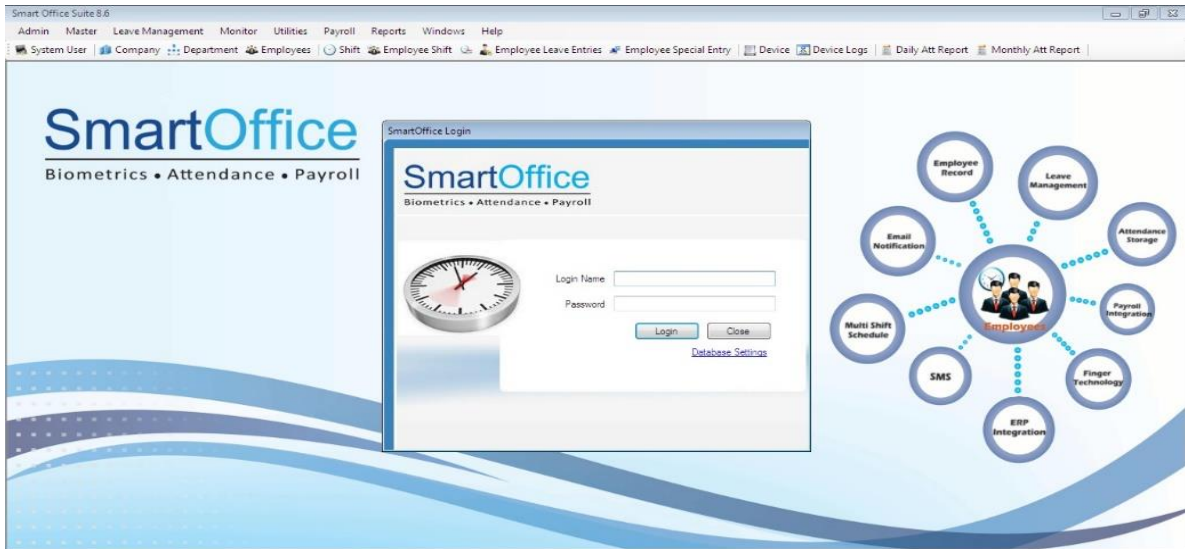 Smart Office Suite 8.6
Admin Master Leave Management Monitor Utilities Payroll Reports Windows Help
System User Company Department Employees Shift Employee Shift Employee Leave Entries Employee Special Entry Device Device Logs Daily Att Report Monthly Att Report
SmartOffice
Biometrics • Attendance • Payroll
SmartOffice Login
SmartOffice
Biometrics • Attendance • Payroll
Login Name
Password
Login Close
Database Settings
Employee
Record
Leave
Management
Email
Notification
Attendance
Storage
Employees
Payroll
Integration
Multi Shift
Schedule
SMS
Finger
Technology
ERP
Integration